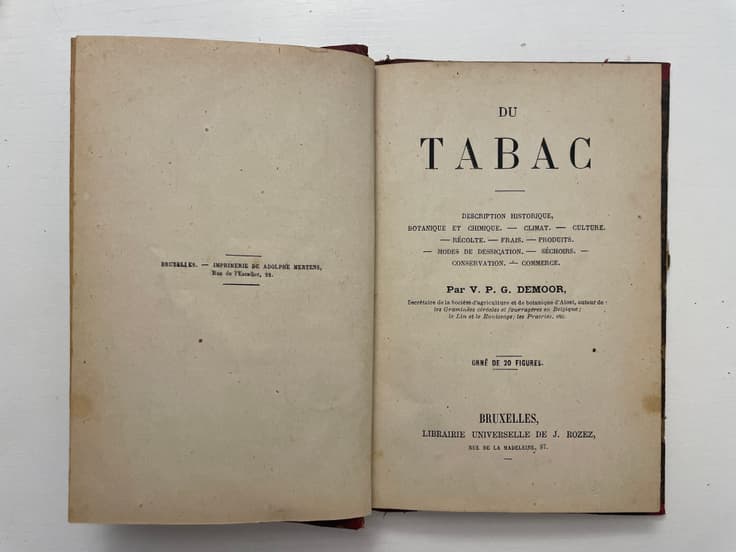 BRUXELLES. — IMPRIMERIE DE ADOLPHE MERTENS,
Rue de l'Escalier, 22.
DU
TABAC
DESCRIPTION HISTORIQUE,
BOTANIQUE ET CHIMIQUE. — CLIMAT. — CULTURE.
— RÉCOLTE. — FRAIS. — PRODUITS.
— MODES DE DESSICATION. — SÉCHOIRS. —
CONSERVATION. — COMMERCE.
Par V. P. G. DEMOOR,
Secrétaire de la Société d'agriculture et de botanique d'Alost, auteur de :
les Graminées céréales et fourragères en Belgique;
le Lin et le Rouissage; les Prairies, etc.
ORNÉ DE 20 FIGURES.
BRUXELLES,
LIBRAIRIE UNIVERSELLE DE J. ROZEZ,
RUE DE LA MADELEINE, 87.